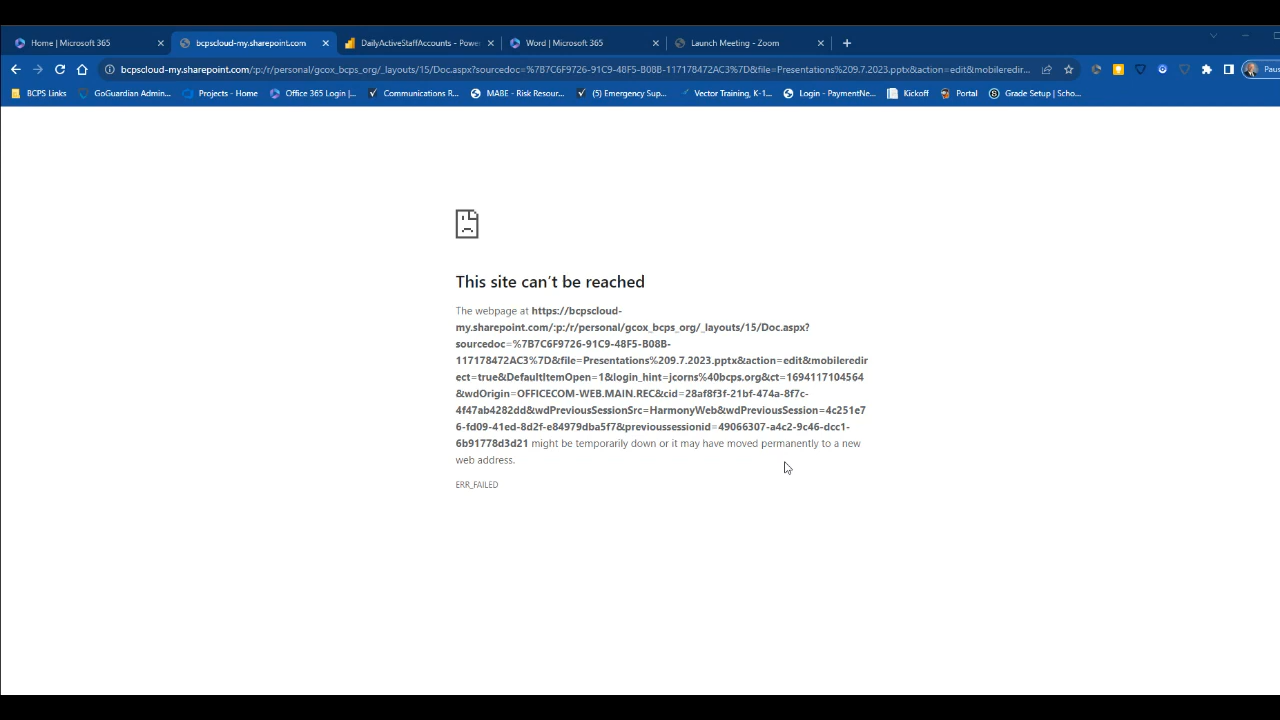 Home | Microsoft 365
bcpscloud-my.sharepoint.com
DailyActiveStaffAccounts - Powe
Word | Microsoft 365
Launch Meeting - Zoom
bcpscloud-my.sharepoint.com/:p:/r/personal/gcox_bcps_org/_layouts/15/Doc.aspx?sourcedoc=%7B7C6F9726-91C9-48F5-B08B-117178472AC3%7D&file=Presentations%209.7.2023.pptx&action=edit&mobileredir...
Paus
BCPS Links
GoGuardian Admin...
Projects - Home
Office 365 Login |...
Communications R...
MABE - Risk Resour...
(5) Emergency Sup...
Vector Training, K-1...
Login - PaymentNe...
Kickoff
Portal
Grade Setup | Scho...
This site can't be reached
The webpage at https://bcpscloud-
my.sharepoint.com/:p:/r/personal/gcox_bcps_org/_layouts/15/Doc.aspx?
sourcedoc=%7B7C6F9726-91C9-48F5-B08B-
117178472AC3%7D&file=Presentations%209.7.2023.pptx&action=edit&mobileredir
ect=true&DefaultItemOpen=1&login_hint=jcorns%40bcps.org&ct=1694117104564
&wdOrigin=OFFICECOM-WEB.MAIN.REC&cid=28af8f3f-21bf-474a-8f7c-
4f47ab4282dd&wdPreviousSessionSrc=HarmonyWeb&wdPreviousSession=4c251e7
6-fd09-41ed-8d2f-e84979dba5f7&previoussessionid=49066307-a4c2-9c46-dcc1-
6b91778d3d21 might be temporarily down or it may have moved permanently to a new
web address.
ERR_FAILED